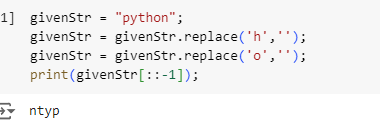 1] givenStr = "python";
givenStr = givenStr.replace('h','');
givenStr = givenStr.replace('o','');
print(givenStr[::-1]);
ntyp